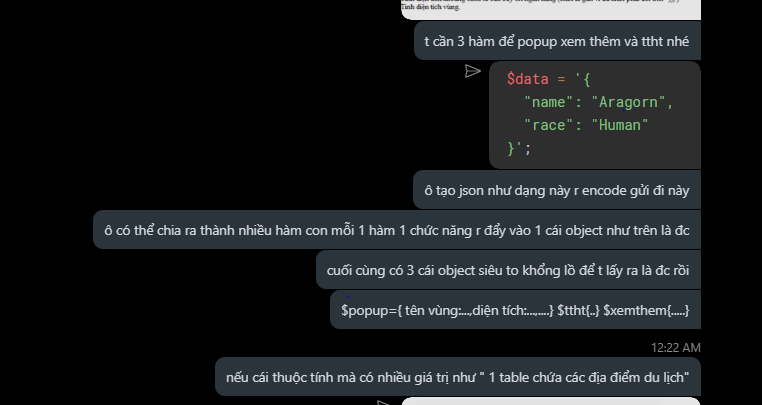 Tính diện tích vùng.
t cần 3 hàm để popup xem thêm và ttht nhé
$data = '{
"name": "Aragorn",
"race": "Human"
}';
ô tạo json như dạng này r encode gửi đi này
ô có thể chia ra thành nhiều hàm con mỗi 1 hàm 1 chức năng r đẩy vào 1 cái object như trên là đc
cuối cùng có 3 cái object siêu to khổng lồ để t lấy ra là đc rồi
$popup={ tên vùng:...,diện tích:...,....} $ttht{..} $xemthem{.....}
12:22 AM
nếu cái thuộc tính mà có nhiều giá trị như " 1 table chứa các địa điểm du lịch"